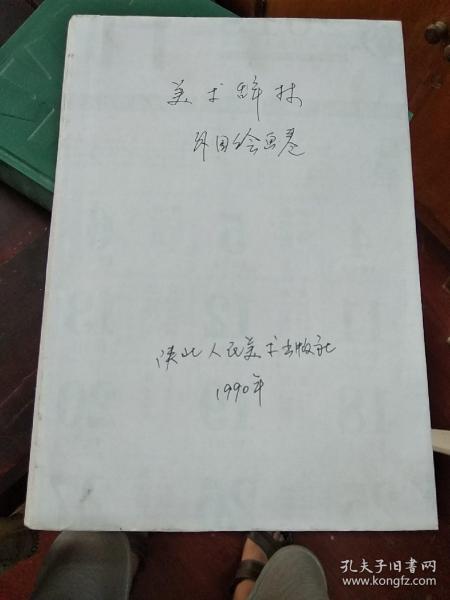 美术辞林
外国绘画卷
陕西人民美术出版社
1990年
孔夫子旧书网
www.kongfz.com